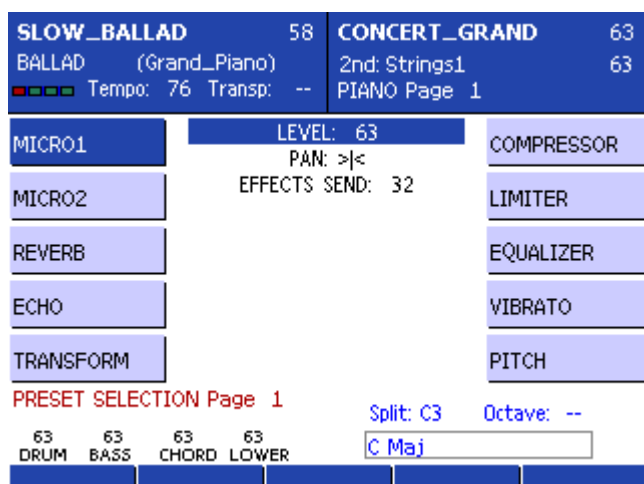 SLOW_BALLAD 58
BALLAD (Grand_Piano)
Tempo: 76 Transp: --
CONCERT_GRAND 63
2nd: Strings1 63
PIANO Page 1
MICRO1
MICRO2
REVERB
ECHO
TRANSFORM
LEVEL: 63
PAN: >|<
EFFECTS SEND: 32
COMPRESSOR
LIMITER
EQUALIZER
VIBRATO
PITCH
PRESET SELECTION Page 1
Split: C3 Octave: --
63 63 63 63
DRUM BASS CHORD LOWER
C Maj